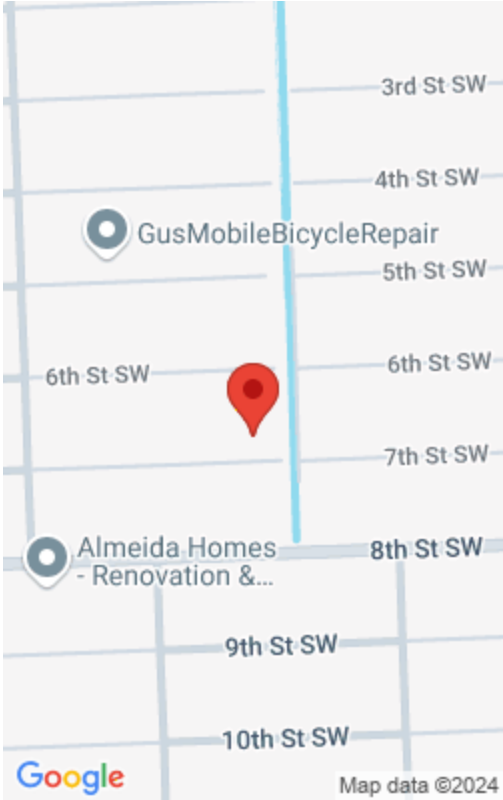 3rd St SW
4th St SW
GusMobileBicycleRepair
5th St SW
6th St SW
6th St SW
7th St SW
Almeida Homes
- Renovation &...
8th St SW
9th St SW
10th St SW
Google
Map data ©2024